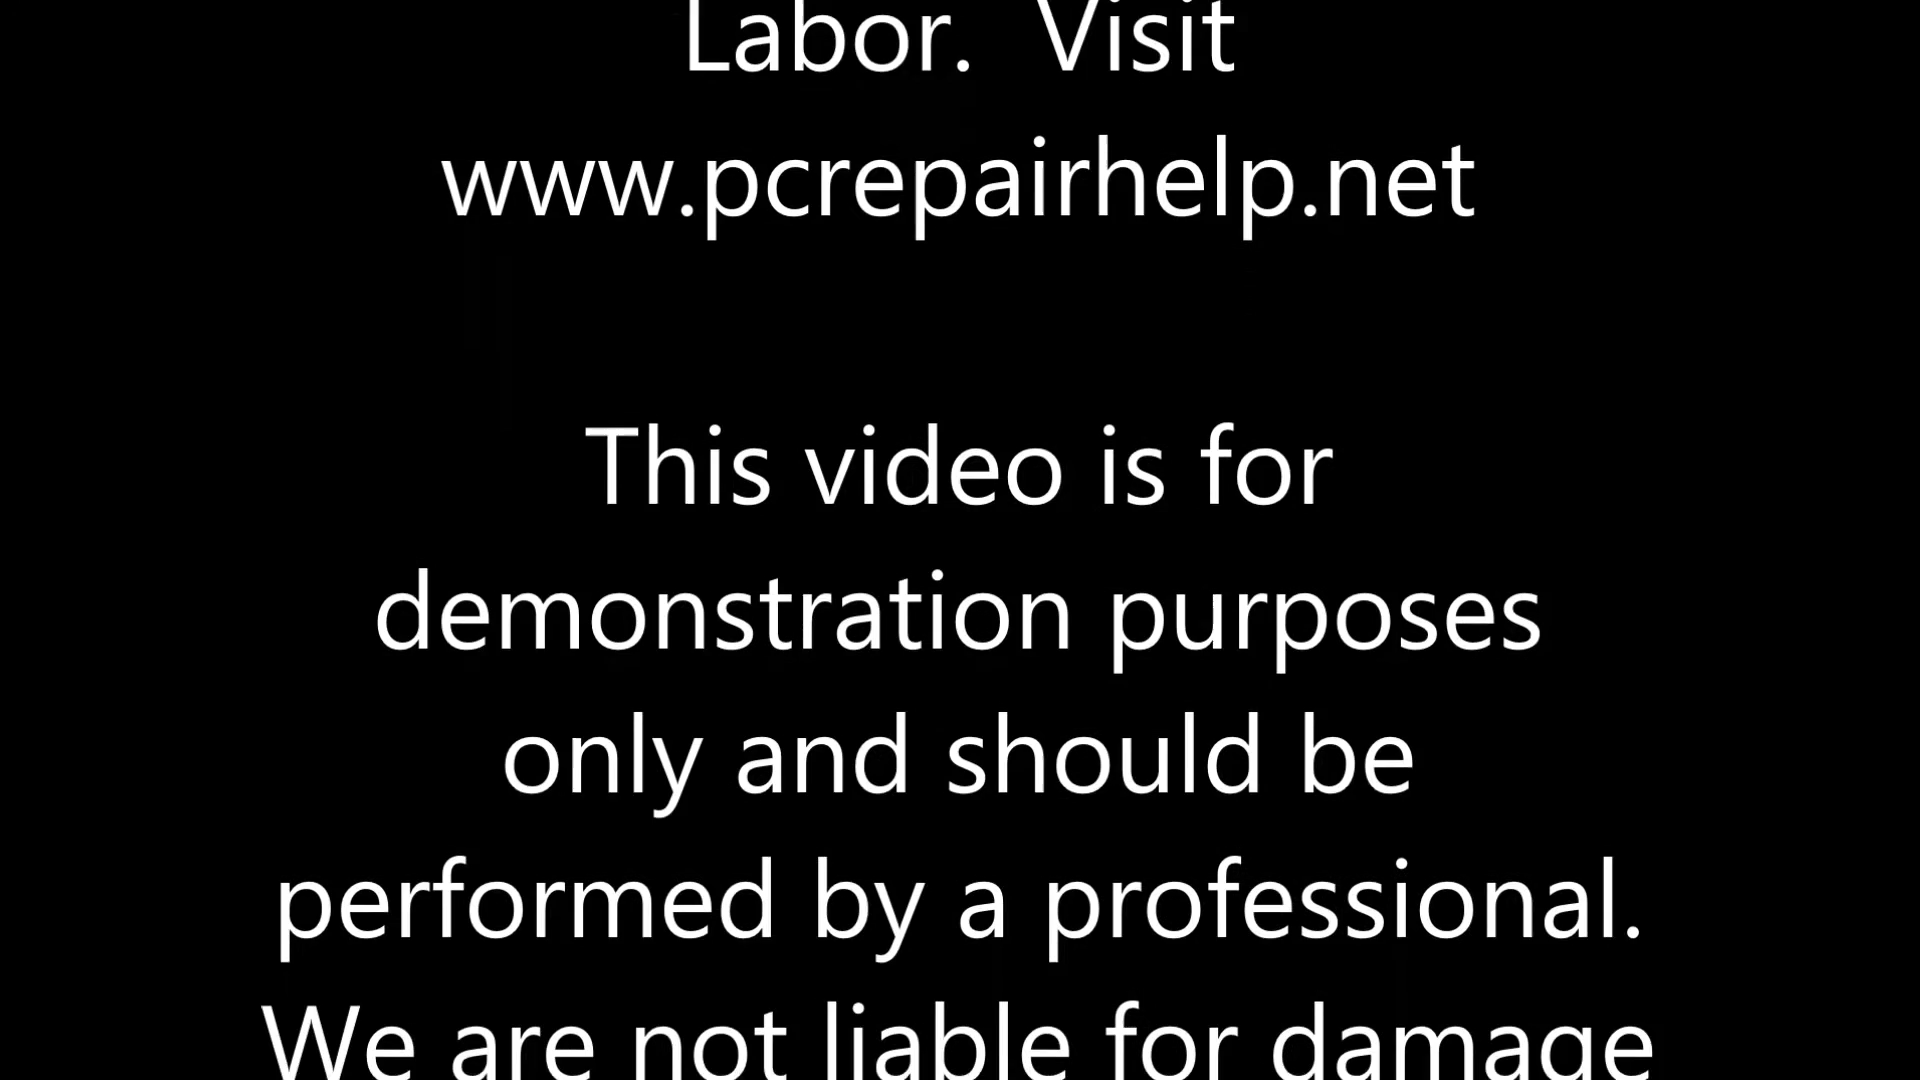 Labor.  Visit
www.pcrepairhelp.net
This video is for
demonstration purposes
only and should be
performed by a professional.
We are not liable for damage